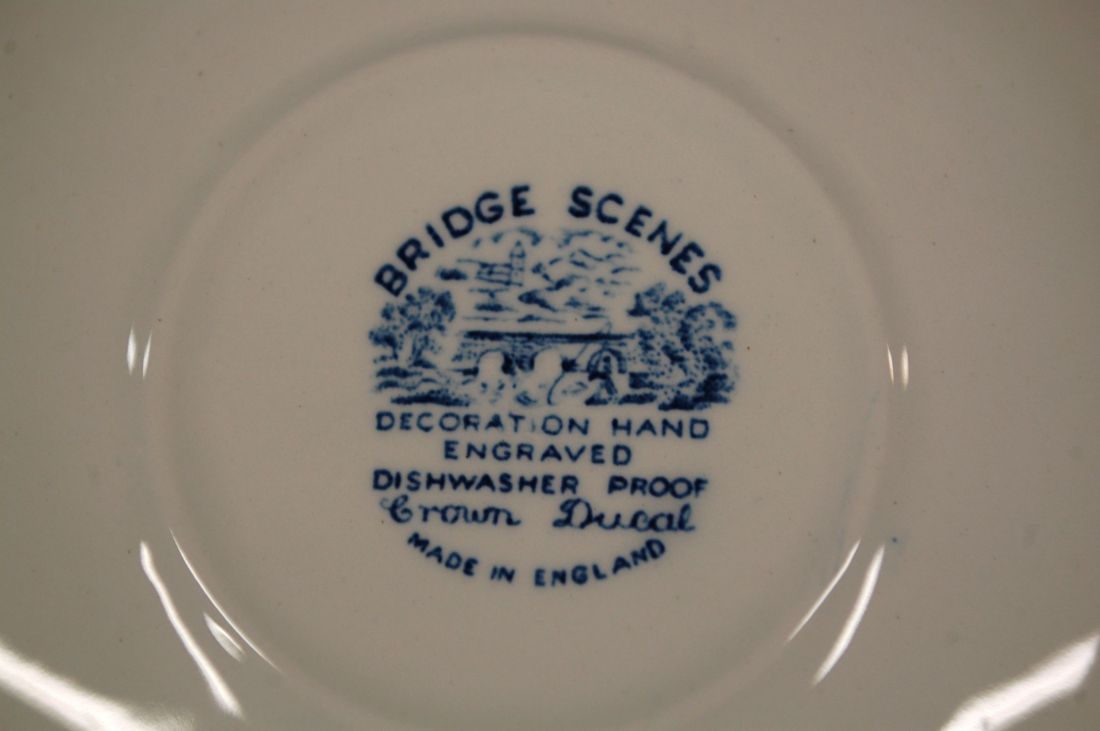 BRIDGE SCENES
DECORATION HAND
ENGRAVED
DISHWASHER PROOF
Crown Ducal
MADE IN ENGLAND